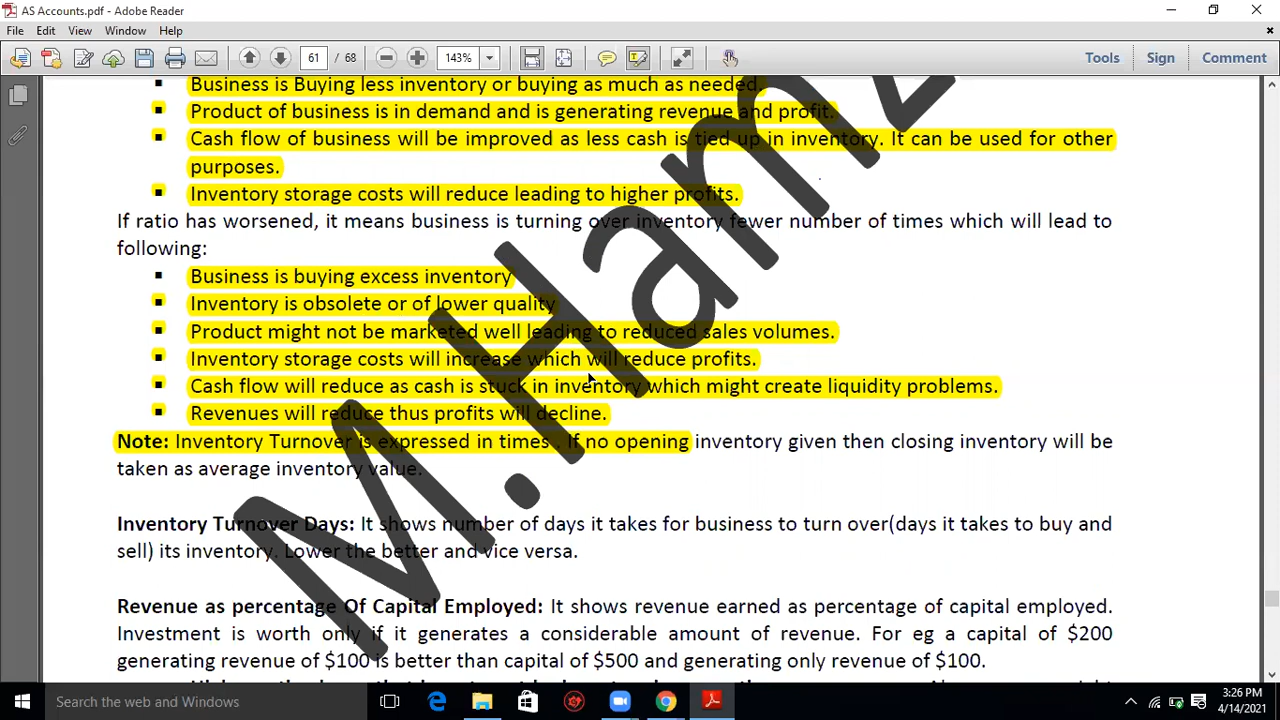 AS Accounts.pdf - Adobe Reader
File Edit View Window Help
61 / 68 143% Tools Sign Comment
Business is Buying less inventory or buying as much as needed.
Product of business is in demand and is generating revenue and profit.
Cash flow of business will be improved as less cash is tied up in inventory. It can be used for other
purposes.
Inventory storage costs will reduce leading to higher profits.
If ratio has worsened, it means business is turning over inventory fewer number of times which will lead to
following:
Business is buying excess inventory
Inventory is obsolete or of lower quality
Product might not be marketed well leading to reduced sales volumes.
Inventory storage costs will increase which will reduce profits.
Cash flow will reduce as cash is stuck in inventory which might create liquidity problems.
Revenues will reduce thus profits will decline.
Note: Inventory Turnover is expressed in times . If no opening inventory given then closing inventory will be
taken as average inventory value.
Inventory Turnover Days: It shows number of days it takes for business to turn over(days it takes to buy and
sell) its inventory. Lower the better and vice versa.
Revenue as percentage Of Capital Employed: It shows revenue earned as percentage of capital employed.
Investment is worth only if it generates a considerable amount of revenue. For eg a capital of $200
generating revenue of $100 is better than capital of $500 and generating only revenue of $100.
M.Hamz
Search the web and Windows
3:26 PM
4/14/2021